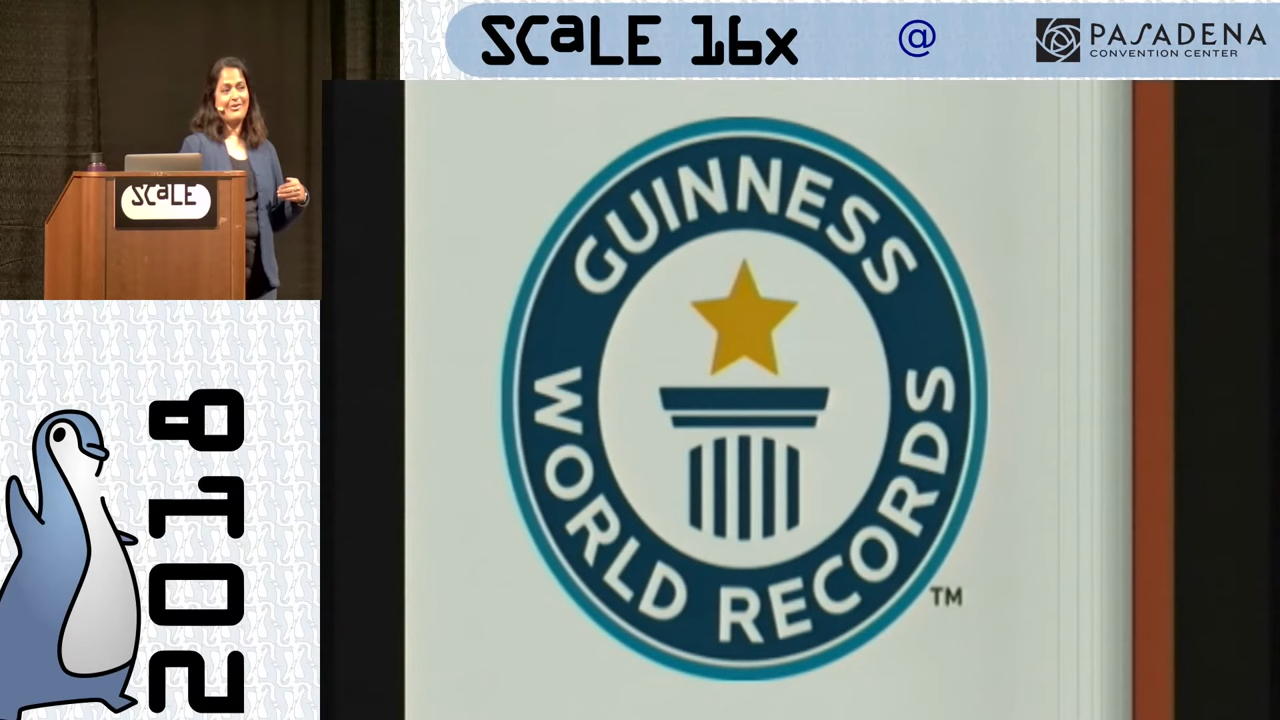 SCaLE 16x
@
PASADENA
CONVENTION CENTER
SCaLE
2018
GUINNESS
WORLD RECORDS
TM